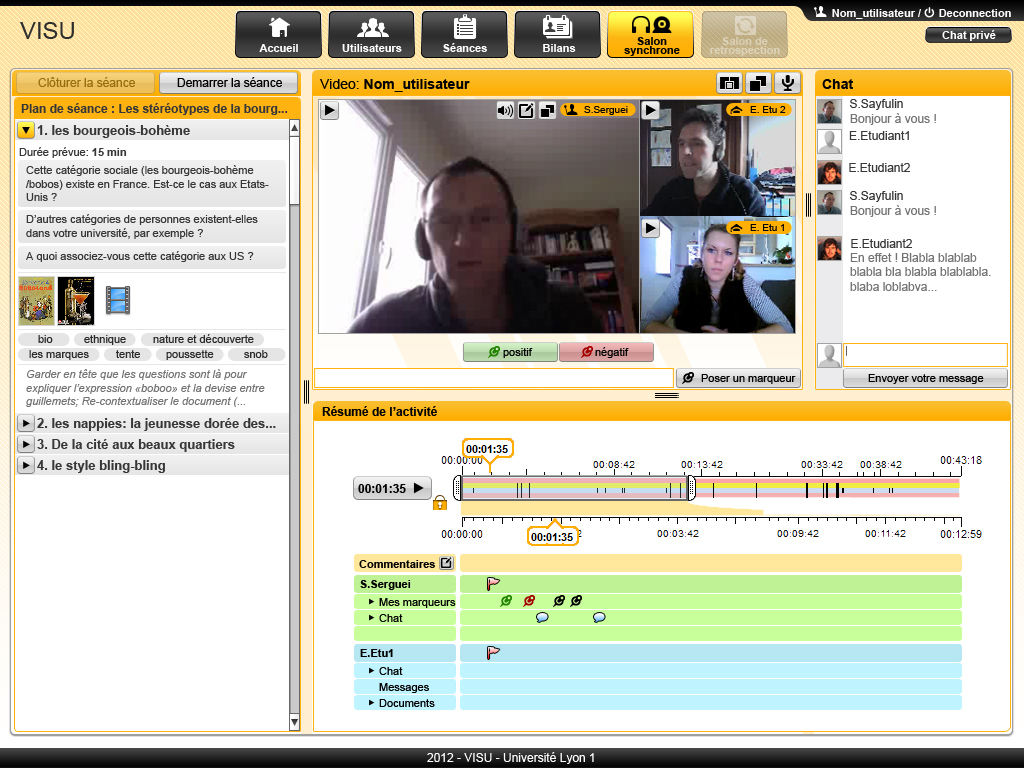 VISU
Accueil
Utilisateurs
Séances
Bilans
Salon
synchrone
Salon de
retrospection
Nom_utilisateur / Deconnection
Chat privé
Clôturer la séance
Demarrer la séance
Plan de séance : Les stéréotypes de la bourg...
1. les bourgeois-bohème
Durée prévue: 15 min
Cette catégorie sociale (les bourgeois-bohème
/bobos) existe en France. Est-ce le cas aux Etats-
Unis ?
D'autres catégories de personnes existent-elles
dans votre université, par exemple ?
A quoi associez-vous cette catégorie aux US ?
bio
ethnique
nature et découverte
les marques
tente
poussette
snob
Garder en tête que les questions sont là pour
expliquer l'expression «boboo» et la devise entre
guillemets; Re-contextualiser le document (...
2. les nappies: la jeunesse dorée des...
3. De la cité aux beaux quartiers
4. le style bling-bling
Video: Nom_utilisateur
S.Serguei
E. Etu 2
E. Etu 1
positif
négatif
Poser un marqueur
Chat
S.Sayfulin
Bonjour à vous !
E.Etudiant1
E.Etudiant2
S.Sayfulin
Bonjour à vous !
E.Etudiant2
En effet ! Blabla blablab
blabla bla blabla blablabla.
blaba loblabva...
Envoyer votre message
Résumé de l'activité
00:01:35
00:00:00
00:08:42
00:13:42
00:33:42
00:38:42
00:43:18
00:01:35
00:00:00
00:01:35
00:03:42
00:09:42
00:11:42
00:12:59
Commentaires
S.Serguei
Mes marqueurs
Chat
E.Etu1
Chat
Messages
Documents
2012 - VISU - Université Lyon 1